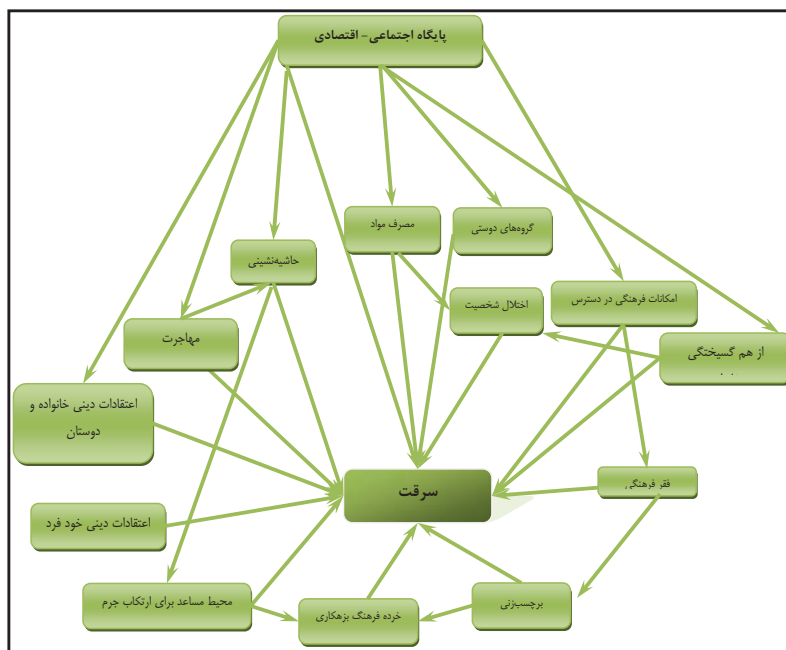 پایگاه اجتماعی- اقتصادی
گروه‌های دوستی
مصرف مواد
حاشیه‌نشینی
امکانات فرهنگی در دسترس
اختلال شخصیت
مهاجرت
از هم گسیختگی
اعتقادات دینی خانواده و
دوستان
سرقت
فقر فرهنگی
اعتقادات دینی خود فرد
برچسب‌زنی
خرده فرهنگ بزهکاری
محیط مساعد برای ارتکاب جرم